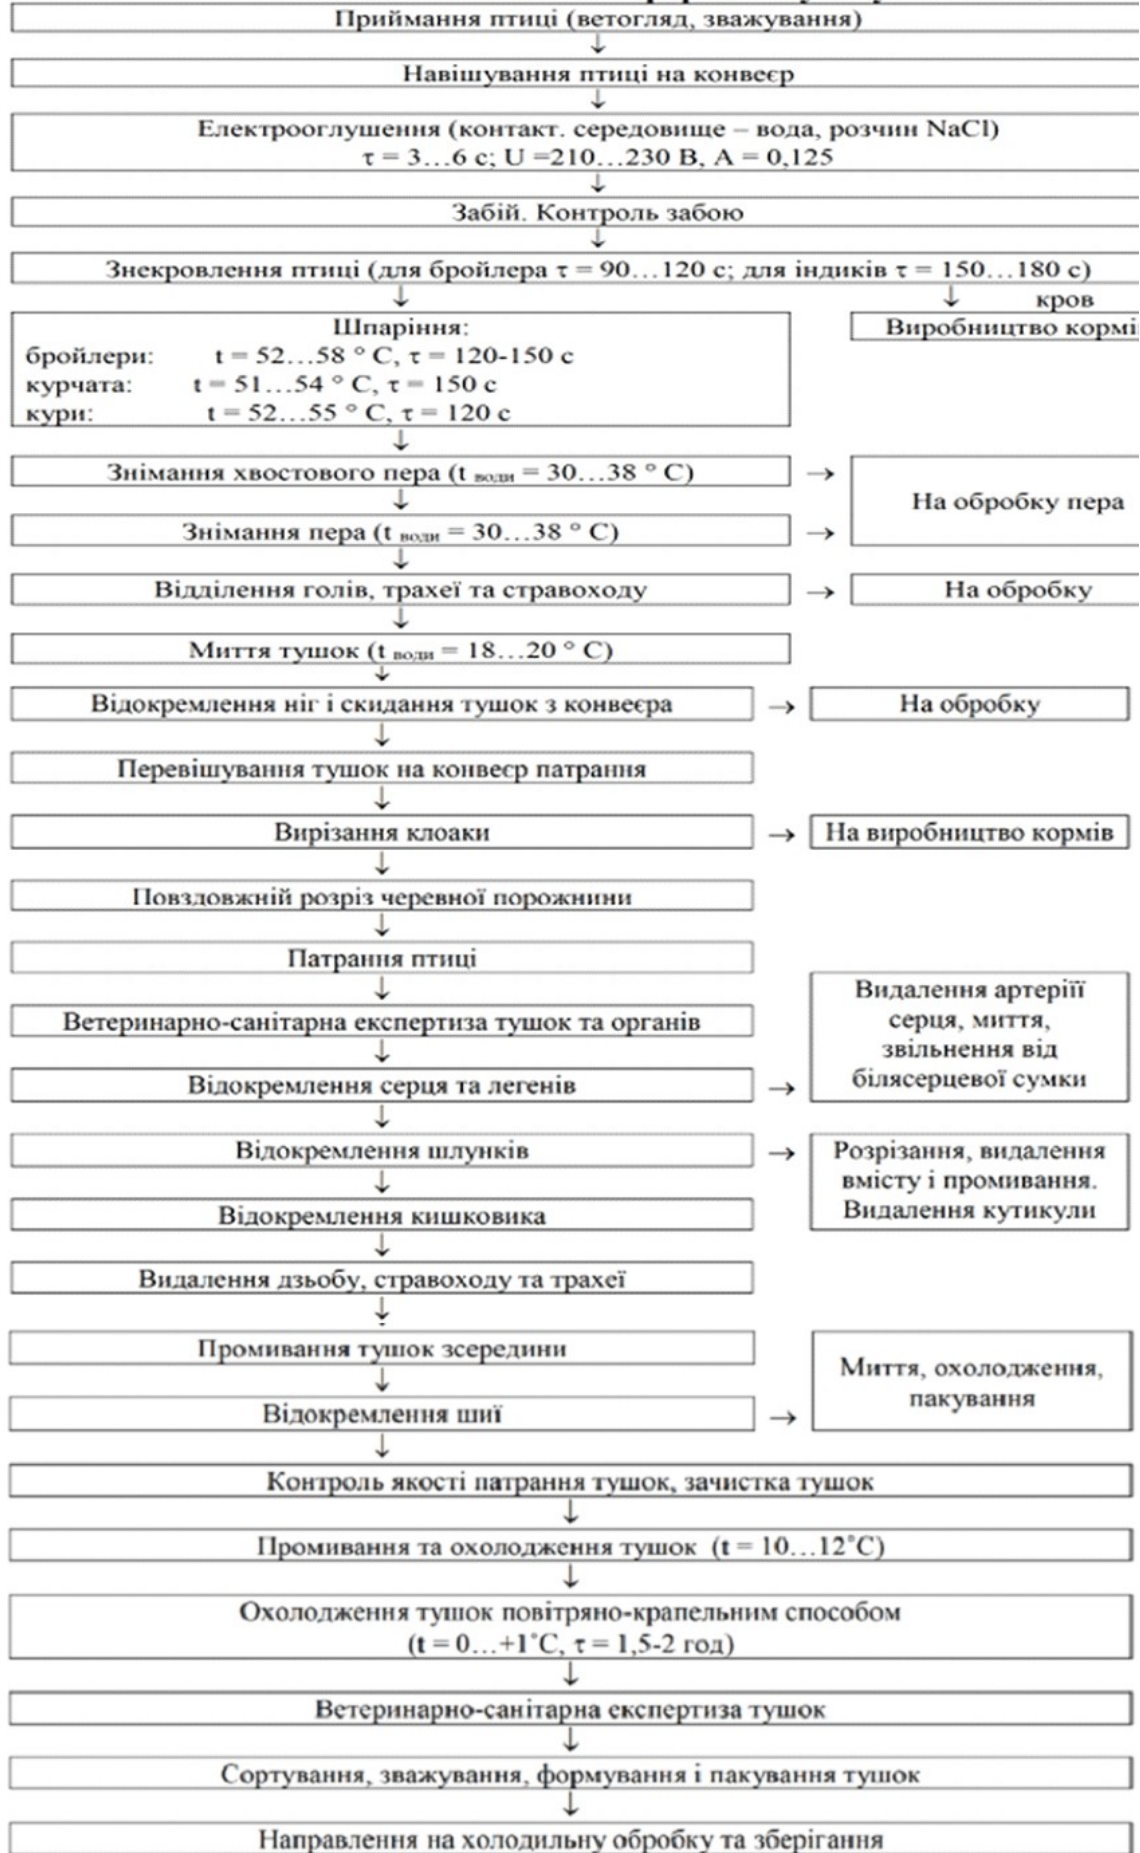 Приймання птиці (ветогляд, зважування)
↓
Навішування птиці на конвеєр
↓
Електрооглушення (контакт. середовище – вода, розчин NaCl)
τ = 3…6 с; U =210…230 В, А = 0,125
↓
Забій. Контроль забою
↓
Знекровлення птиці (для бройлера τ = 90…120 с; для індиків τ = 150…180 с)
↓ ↓ кров
Виробництво кормі
Шпаріння:
бройлери: t = 52…58 ° С, τ = 120-150 с
курчата: t = 51…54 ° С, τ = 150 с
кури: t = 52…55 ° С, τ = 120 с
↓
Знімання хвостового пера (t води = 30…38 ° С) →
На обробку пера
↓
Знімання пера (t води = 30…38 ° С) →
↓
Відділення голів, трахеї та стравоходу → На обробку
↓
Миття тушок (t води = 18…20 ° С)
↓
Відокремлення ніг і скидання тушок з конвеєра → На обробку
↓
Перевішування тушок на конвеєр патрання
↓
Вирізання клоаки → На виробництво кормів
↓
Повздовжній розріз черевної порожнини
↓
Патрання птиці
↓
Ветеринарно-санітарна експертиза тушок та органів
↓
Відокремлення серця та легенів →
Видалення артеріїї
серця, миття,
звільнення від
білясерцевої сумки
↓
Відокремлення шлунків →
Розрізання, видалення
вмісту і промивання.
Видалення кутикули
↓
Відокремлення кишковика
↓
Видалення дзьобу, стравоходу та трахеї
↓
Промивання тушок зсередини
↓
Відокремлення шиї →
Миття, охолодження,
пакування
↓
Контроль якості патрання тушок, зачистка тушок
↓
Промивання та охолодження тушок (t = 10…12˚С)
↓
Охолодження тушок повітряно-крапельним способом
(t = 0…+1˚С, τ = 1,5-2 год)
↓
Ветеринарно-санітарна експертиза тушок
↓
Сортування, зважування, формування і пакування тушок
↓
Направлення на холодильну обробку та зберігання